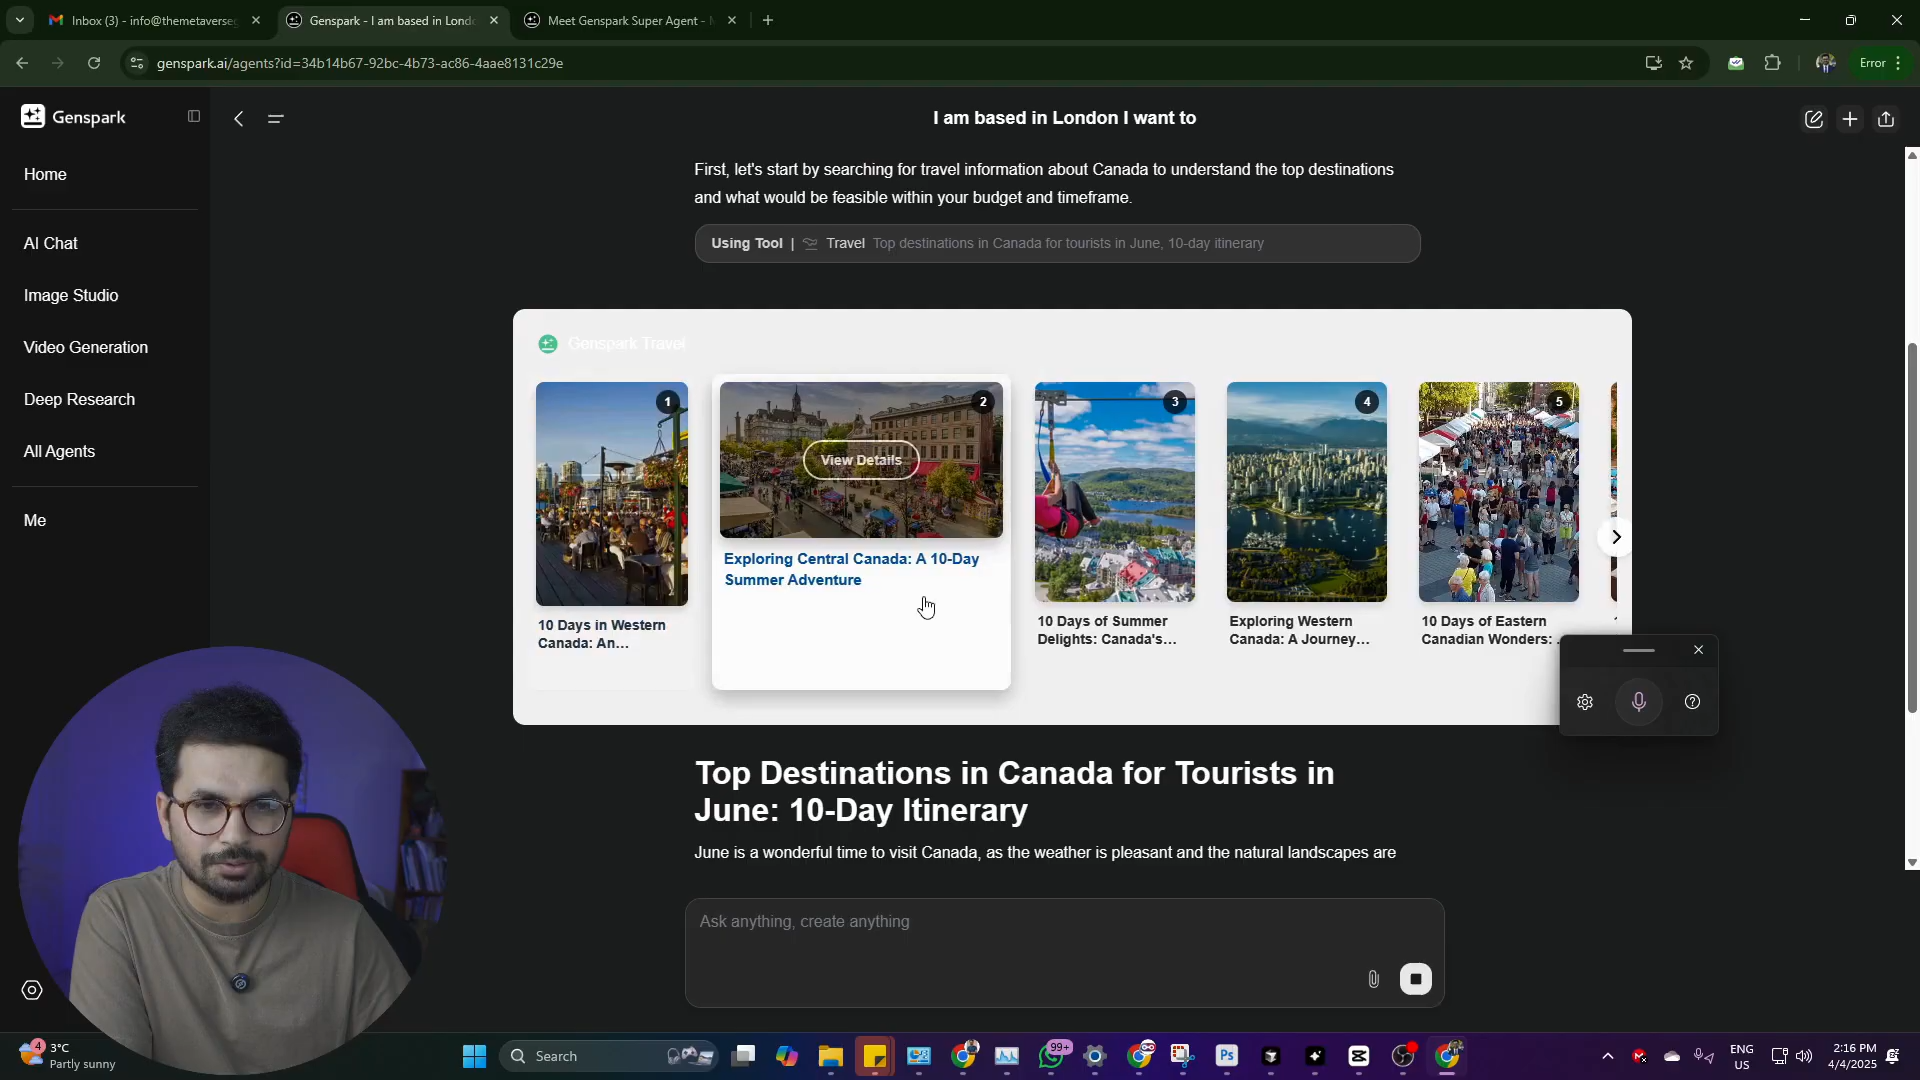 Inbox (3) - info@themetaverseg
Genspark - I am based in Londo
Meet Genspark Super Agent -
genspark.ai/agents?id=34b14b67-92bc-4b73-ac86-4aae8131c29e
Error
Genspark
I am based in London I want to
Home
AI Chat
Image Studio
Video Generation
Deep Research
All Agents
Me
First, let's start by searching for travel information about Canada to understand the top destinations
and what would be feasible within your budget and timeframe.
Using Tool | Travel Top destinations in Canada for tourists in June, 10-day itinerary
Genspark Travel
1
2
3
4
5
View Details
10 Days in Western
Canada: An...
Exploring Central Canada: A 10-Day
Summer Adventure
10 Days of Summer
Delights: Canada's...
Exploring Western
Canada: A Journey...
10 Days of Eastern
Canadian Wonders:
Top Destinations in Canada for Tourists in
June: 10-Day Itinerary
June is a wonderful time to visit Canada, as the weather is pleasant and the natural landscapes are
Ask anything, create anything
4
3°C
Partly sunny
Search
99+
Ps
ENG
US
2:16 PM
4/4/2025